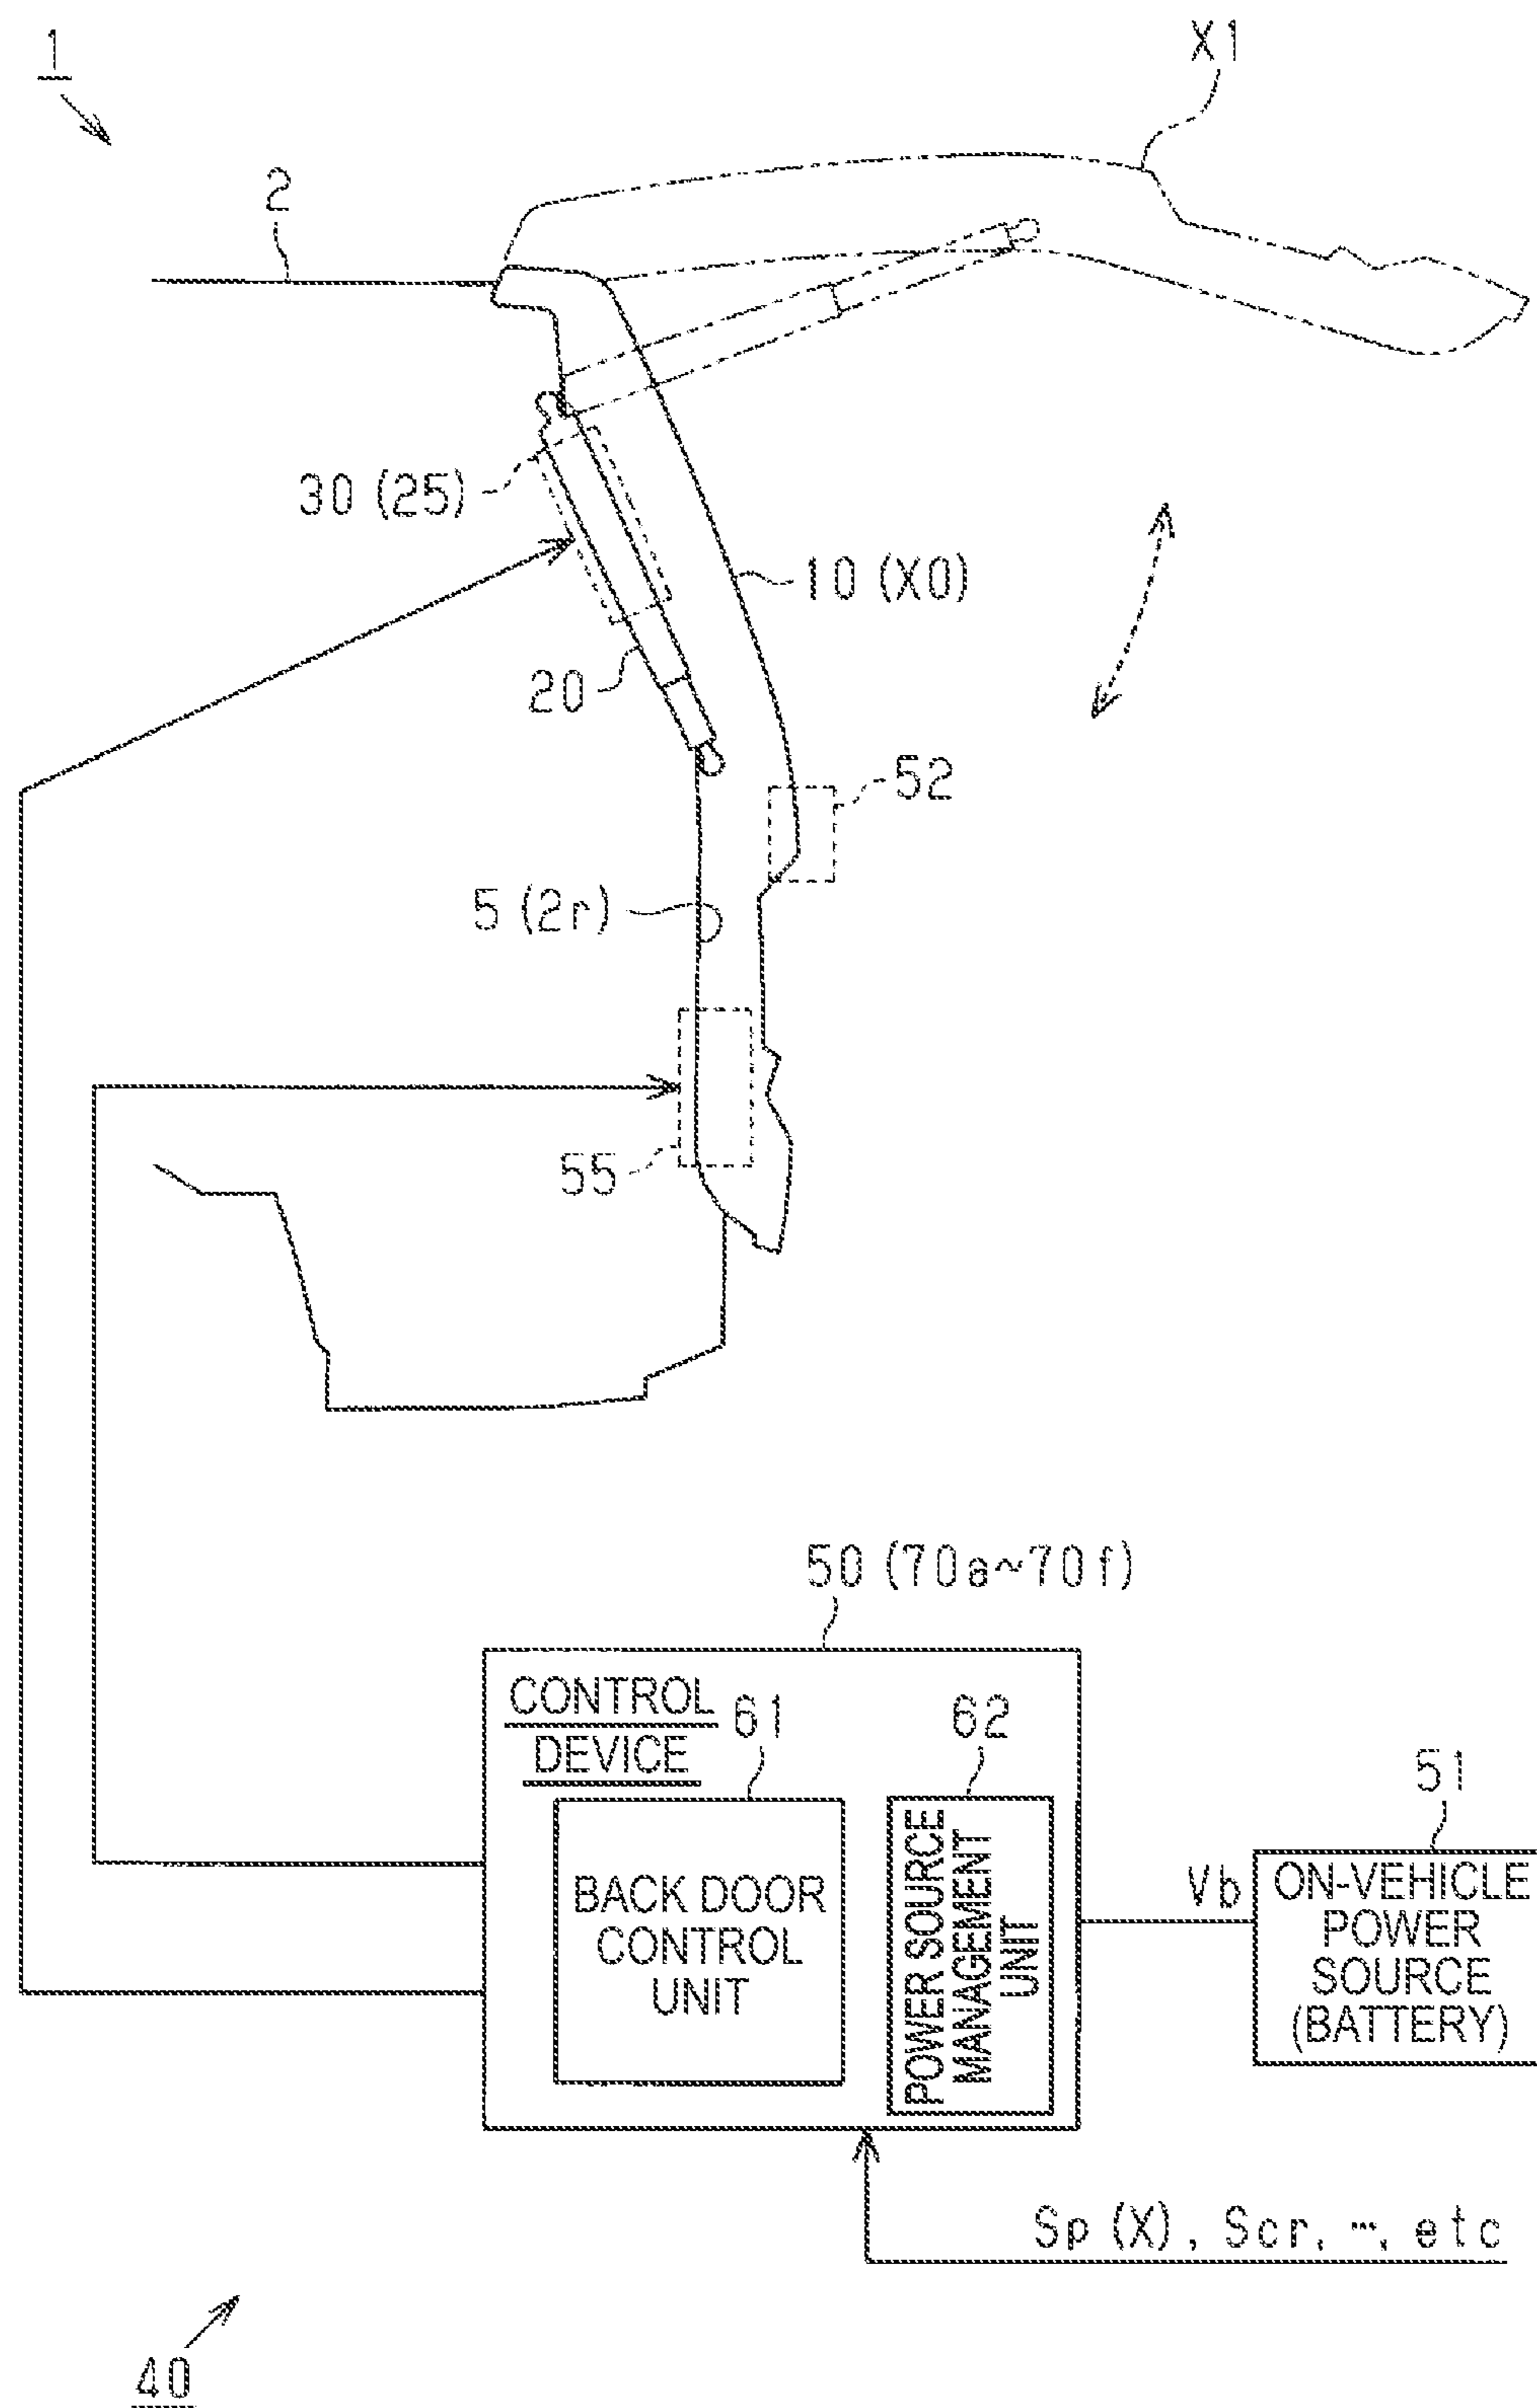 1
X1
2
30 (25)
10 (X0)
20
52
5 (2r)
55
50 (70a~70f)
CONTROL
DEVICE
61
62
51
BACK DOOR
CONTROL
UNIT
POWER SOURCE
MANAGEMENT
UNIT
Vb
ON-VEHICLE
POWER
SOURCE
(BATTERY)
Sp (X), Scr, …, etc
40